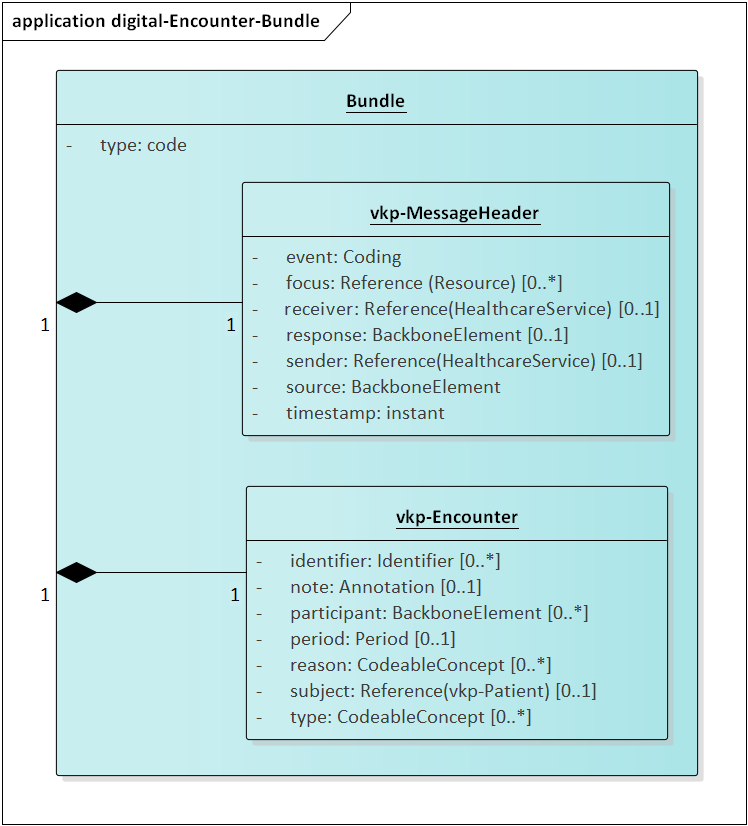 application digital-Encounter-Bundle
Bundle
- type: code
vkp-MessageHeader
- event: Coding
- focus: Reference (Resource) [0..*]
- receiver: Reference(HealthcareService) [0..1]
- response: BackboneElement [0..1]
- sender: Reference(HealthcareService) [0..1]
- source: BackboneElement
- timestamp: instant
1 1
vkp-Encounter
- identifier: Identifier [0..*]
- note: Annotation [0..1]
- participant: BackboneElement [0..*]
- period: Period [0..1]
- reason: CodeableConcept [0..*]
- subject: Reference(vkp-Patient) [0..1]
- type: CodeableConcept [0..*]
1 1